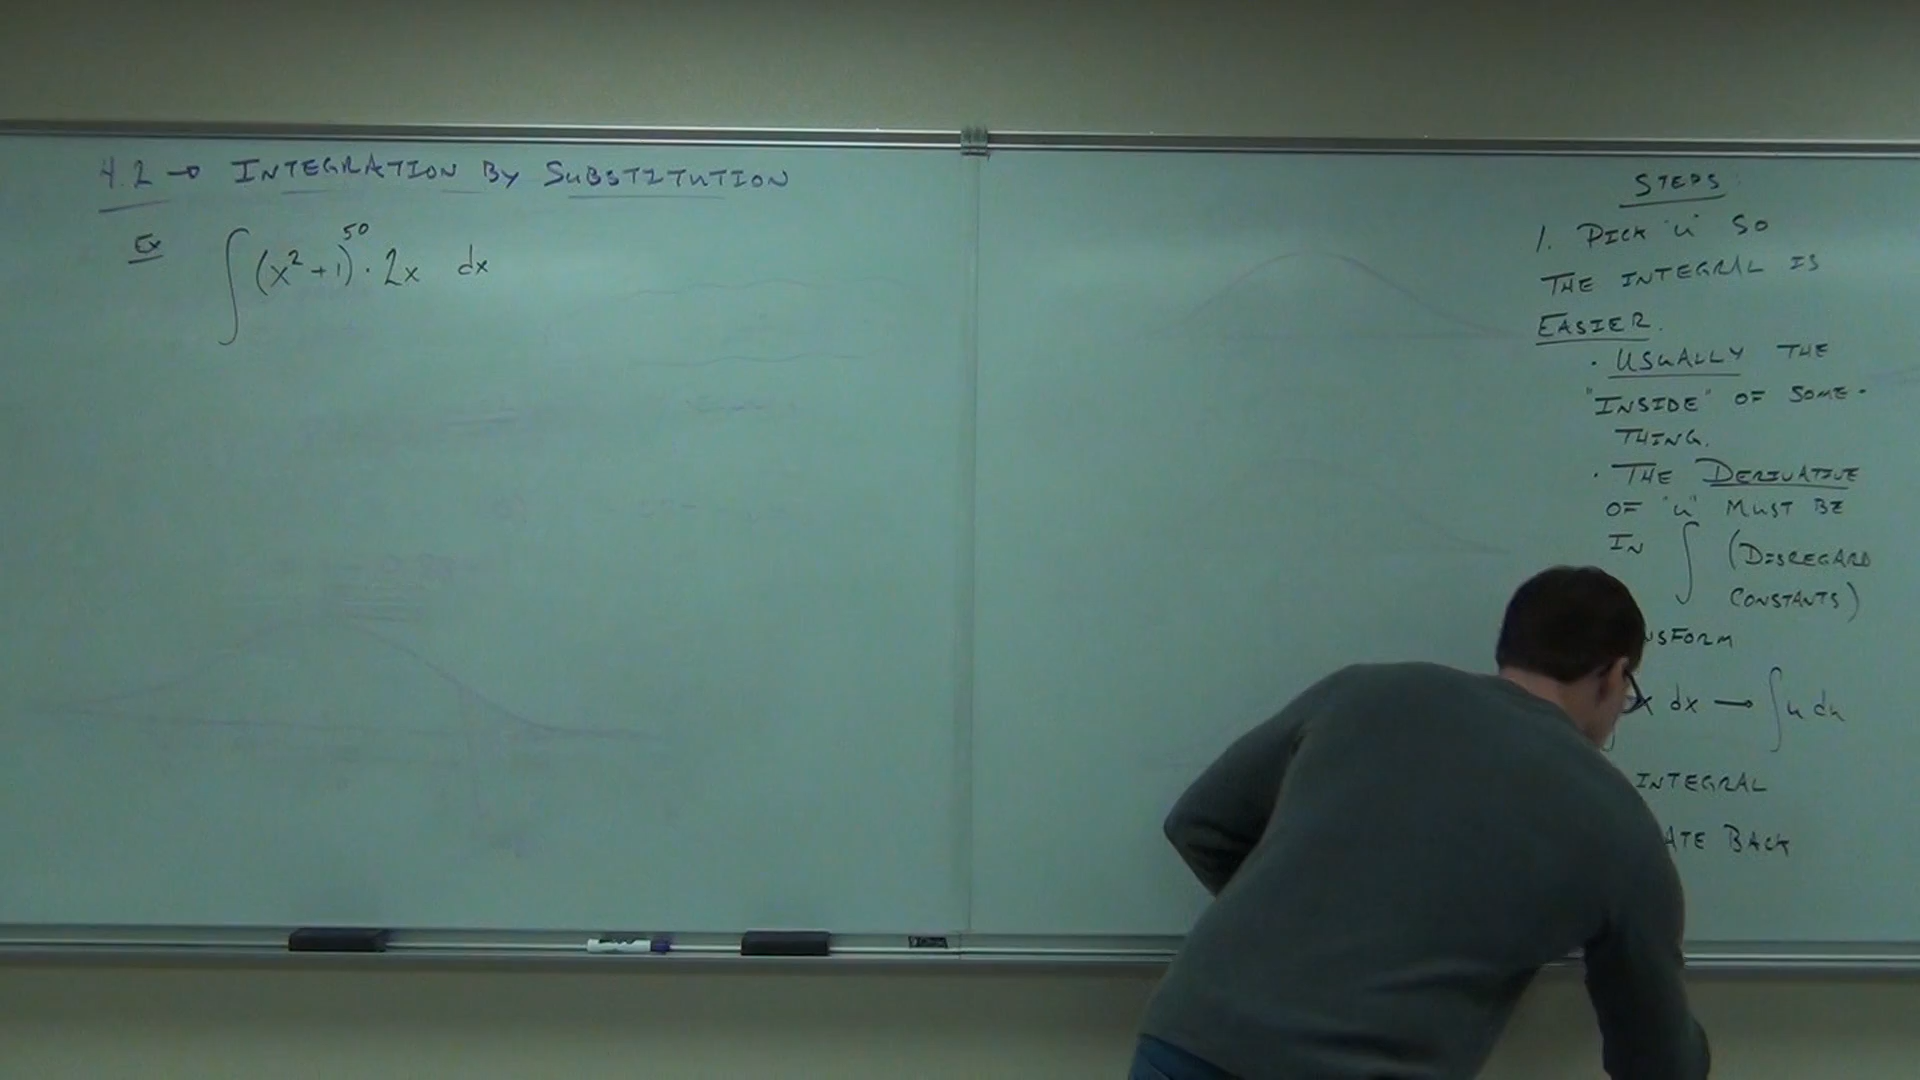 4.2 → INTEGRATION BY SUBSTITUTION
Ex ∫(x²+1)⁵⁰ · 2x dx
STEPS
1. PICK "u" SO
THE INTEGRAL IS
EASIER.
· USUALLY THE
"INSIDE" OF SOME-
THING.
· THE DERIVATIVE
OF "u" MUST BE
IN ∫ (DISREGARD
CONSTANTS)
NSFORM
x dx → ∫u du
INTEGRAL
ATE BACK